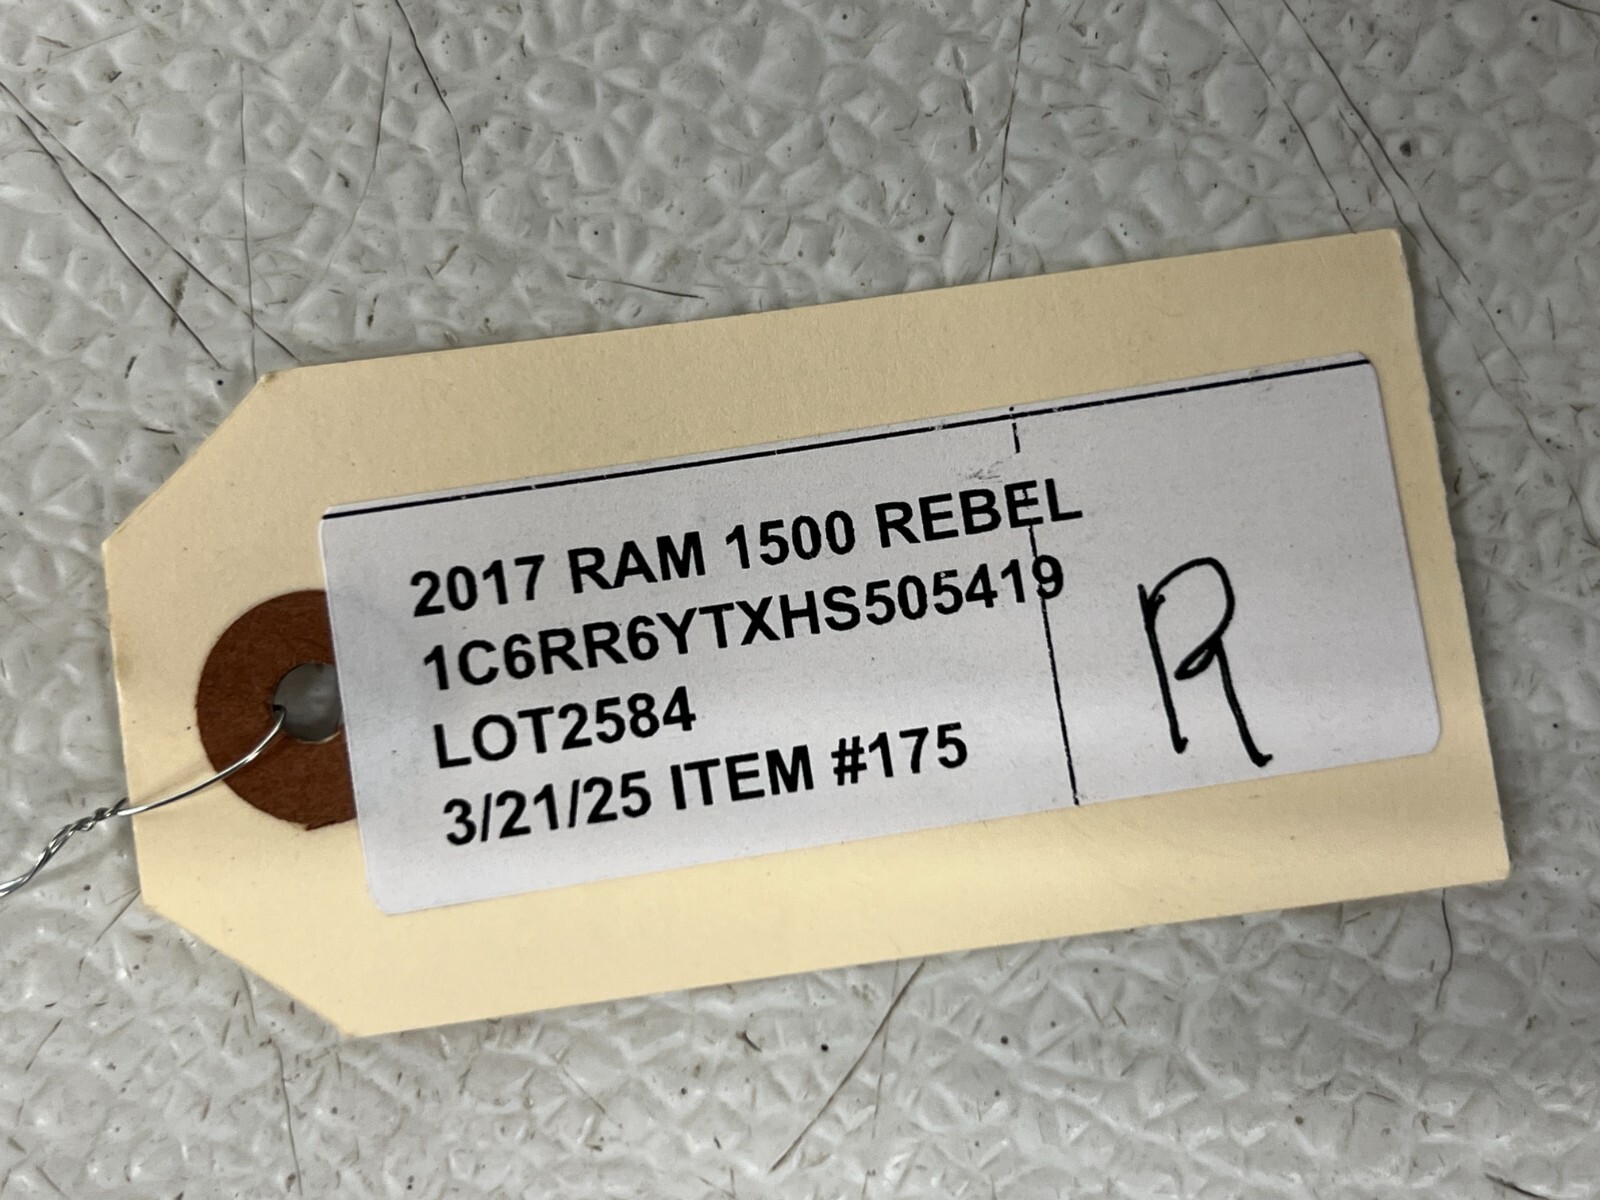 2017 RAM 1500 REBEL
1C6RR6YTXHS505419
LOT2584
3/21/25 ITEM #175
R